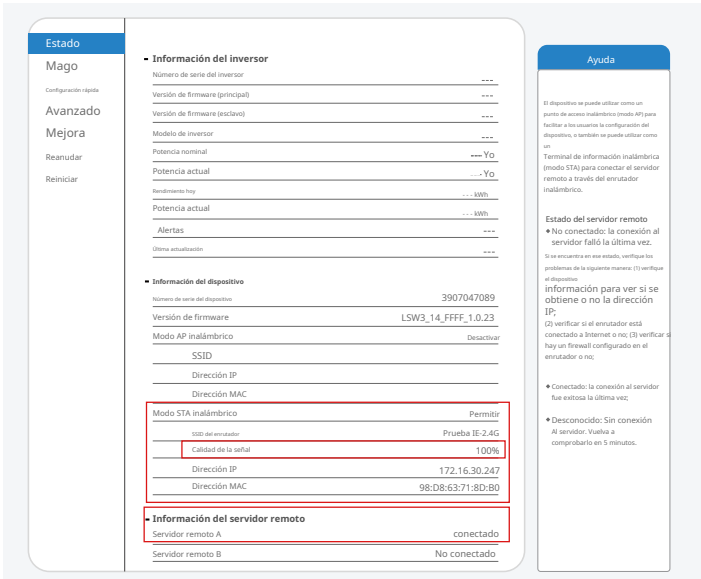 Estado
Mago
Configuración rápida
Avanzado
Mejora
Reanudar
Reiniciar
Información del inversor
Número de serie del inversor ---
Versión de firmware (principal) ---
Versión de firmware (esclavo) ---
Modelo de inversor ---
Potencia nominal --- Yo
Potencia actual --- Yo
Rendimiento hoy --- kWh
Potencia actual --- kWh
Alertas ---
Última actualización ---
Información del dispositivo
Número de serie del dispositivo 3907047089
Versión de firmware LSW3_14_FFFF_1.0.23
Modo AP inalámbrico Desactivar
SSID
Dirección IP
Dirección MAC
Modo STA inalámbrico Permitir
SSID del enrutador Prueba IE-2.4G
Calidad de la señal 100%
Dirección IP 172.16.30.247
Dirección MAC 98:D8:63:71:8D:B0
Información del servidor remoto
Servidor remoto A conectado
Servidor remoto B No conectado
Ayuda
El dispositivo se puede utilizar como un
punto de acceso inalámbrico (modo AP) para
facilitar a los usuarios la configuración del
dispositivo, o también se puede utilizar como
un
Terminal de información inalámbrica
(modo STA) para conectar el servidor
remoto a través del enrutador
inalámbrico.
Estado del servidor remoto
◆ No conectado: la conexión al
servidor falló la última vez.
Si se encuentra en ese estado, verifique los
problemas de la siguiente manera: (1) verifique
el dispositivo
información para ver si se
obtiene o no la dirección
IP;
(2) verificar si el enrutador está
conectado a Internet o no; (3) verificar si
hay un firewall configurado en el
enrutador o no;
◆ Conectado: la conexión al servidor
fue exitosa la última vez;
◆ Desconocido: Sin conexión
Al servidor. Vuelva a
comprobarlo en 5 minutos.